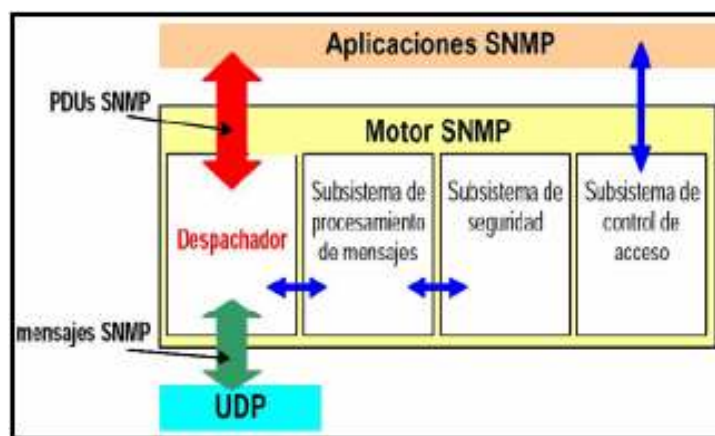 Aplicaciones SNMP
PDUs SNMP
Motor SNMP
Despachador
Subsistema de
procesamiento
de mensajes
Subsistema de
seguridad
Subsistema de
control de
acceso
mensajes SNMP
UDP